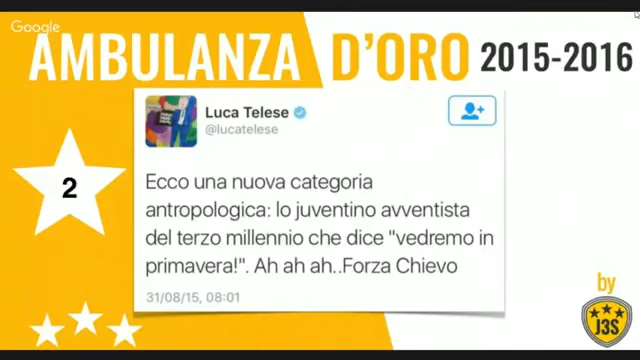 Google
AMBULANZA D'ORO 2015-2016
Luca Telese
@lucatelese
2
Ecco una nuova categoria
antropologica: lo juventino avventista
del terzo millennio che dice "vedremo in
primavera!". Ah ah ah..Forza Chievo
31/08/15, 08:01
by
J3S